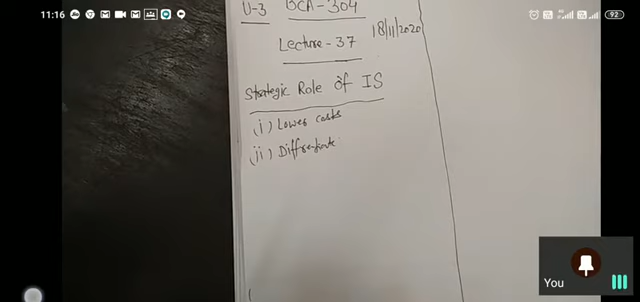 11:16
92
U-3 BCA-304
Lecture-37 18/11/2020
Strategic Role of IS
(i) Lower costs
(ii) Diffrentiate
You